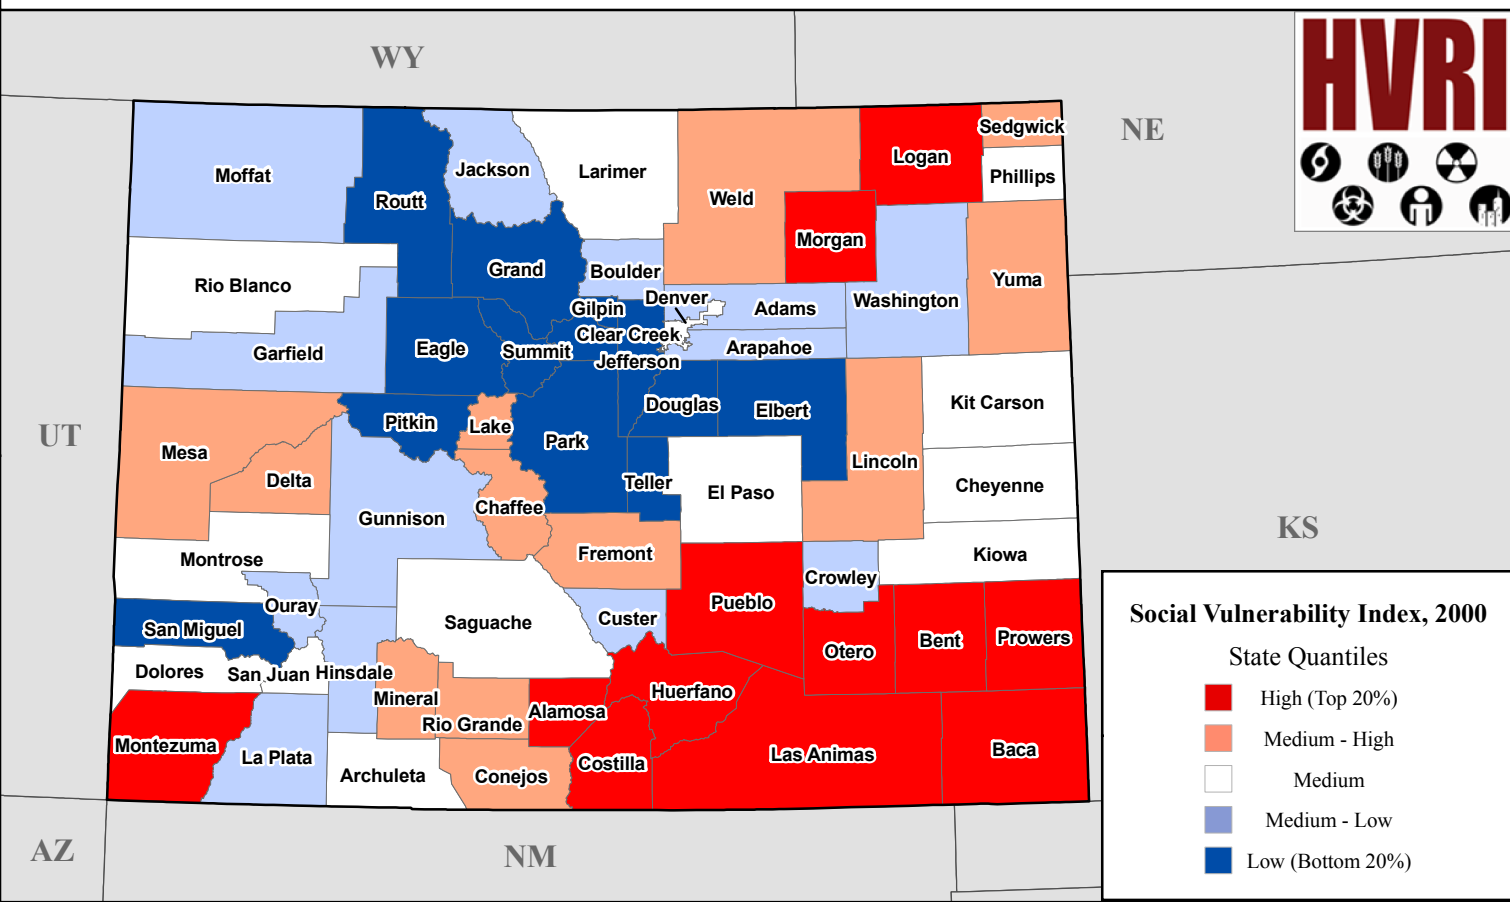 WY
HVRI
NE
Sedgwick
Logan
Phillips
Moffat
Jackson
Larimer
Routt
Weld
Morgan
Grand
Boulder
Yuma
Rio Blanco
Denver
Washington
Gilpin
Adams
Clear Creek
Garfield
Eagle
Summit
Arapahoe
Jefferson
Kit Carson
Douglas
Elbert
Pitkin
Lake
UT
Park
Mesa
Lincoln
Delta
Teller
Cheyenne
El Paso
Chaffee
Gunnison
KS
Montrose
Fremont
Kiowa
Crowley
Ouray
Pueblo
Custer
San Miguel
Saguache
Otero
Bent
Prowers
Dolores
San Juan
Hinsdale
Mineral
Huerfano
Alamosa
Rio Grande
Montezuma
La Plata
Las Animas
Baca
Costilla
Archuleta
Conejos
AZ
NM
Social Vulnerability Index, 2000
State Quantiles
High (Top 20%)
Medium - High
Medium
Medium - Low
Low (Bottom 20%)